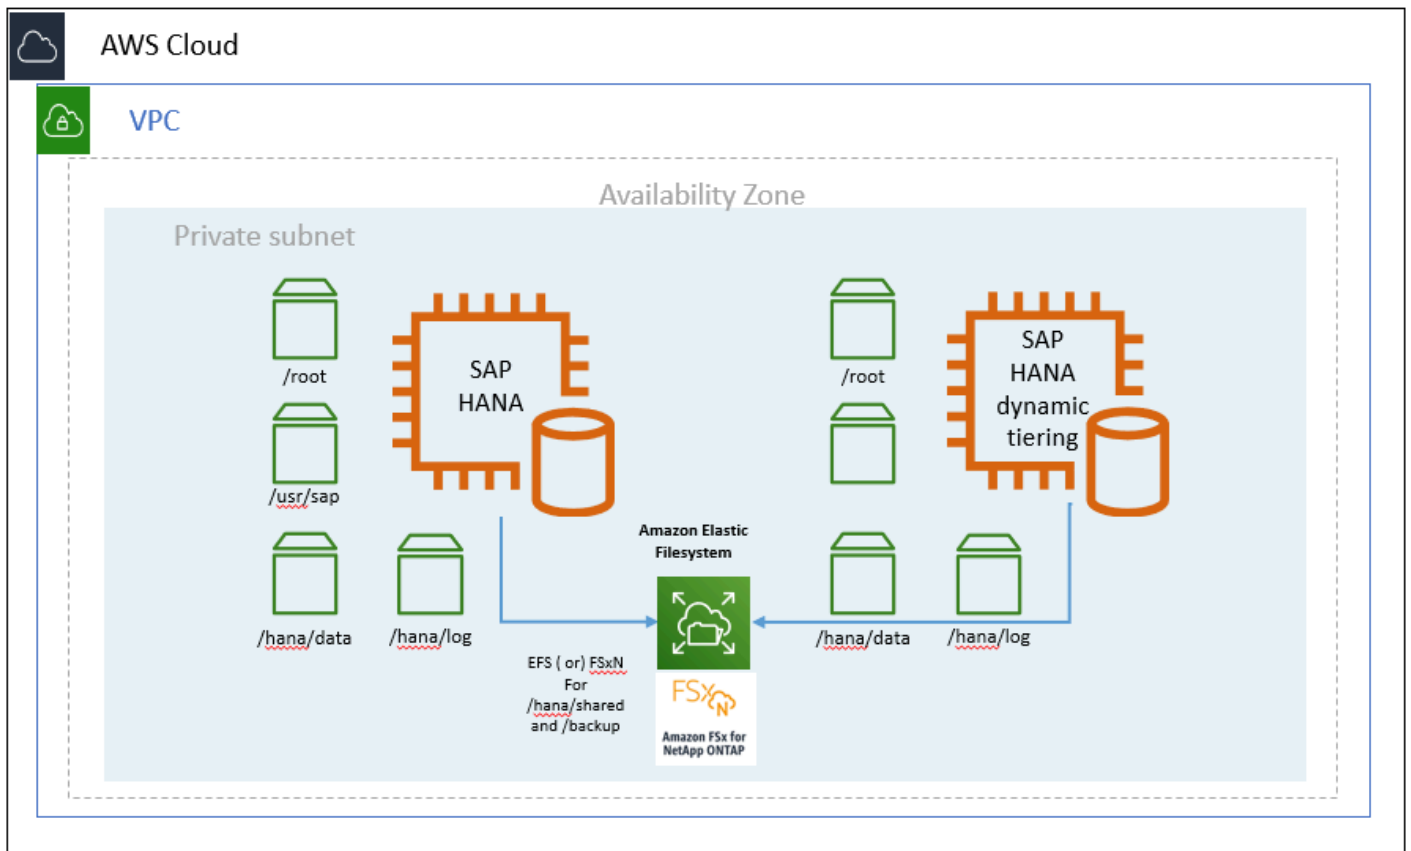 AWS Cloud
VPC
Availability Zone
Private subnet
/root
SAP
HANA
/usr/sap
/hana/data
/hana/log
/root
SAP
HANA
dynamic
tiering
/hana/data
/hana/log
Amazon Elastic
Filesystem
EFS ( or) FSxN
For
/hana/shared
and /backup
FSx
N
Amazon FSx for
NetApp ONTAP